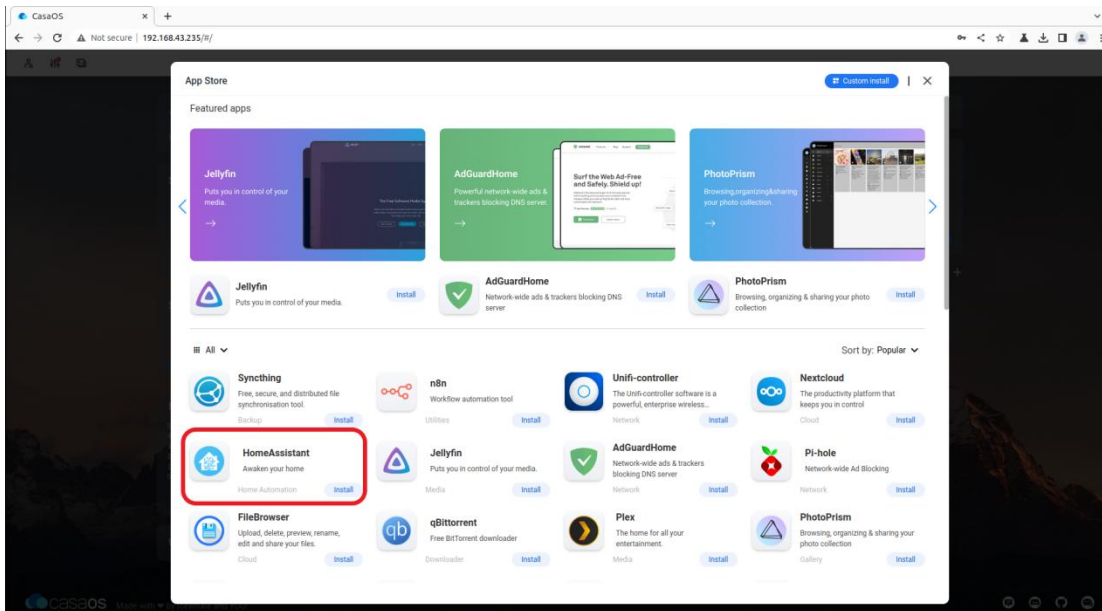 CasaOS
Not secure
192.168.43.235/#/
App Store
Custom install
Featured apps
Jellyfin
Puts you in control of your
media.
AdGuardHome
Powerful network-wide ads &
trackers blocking DNS server.
Surf the Web Ad-Free
and Safely. Shield up!
PhotoPrism
Browsing,organizing&sharing
your photo collection.
Jellyfin
Puts you in control of your media.
Install
AdGuardHome
Network-wide ads & trackers blocking DNS
server
Install
PhotoPrism
Browsing, organizing & sharing your photo
collection
Install
All
Sort by: Popular
Syncthing
Free, secure, and distributed file
synchronisation tool.
Backup
Install
n8n
Workflow automation tool
Utilities
Install
Unifi-controller
The Unifi-controller software is a
powerful, enterprise wireless...
Network
Install
Nextcloud
The productivity platform that
keeps you in control
Cloud
Install
HomeAssistant
Awaken your home
Home Automation
Install
Jellyfin
Puts you in control of your media.
Media
Install
AdGuardHome
Network-wide ads & trackers
blocking DNS server
Network
Install
Pi-hole
Network-wide Ad Blocking
Network
Install
FileBrowser
Upload, delete, preview, rename,
edit and share your files.
Cloud
Install
qBittorrent
Free BitTorrent downloader
Downloader
Install
Plex
The home for all your
entertainment.
Media
Install
PhotoPrism
Browsing, organizing & sharing your
photo collection
Gallery
Install
CasaOS
Made with ❤ by